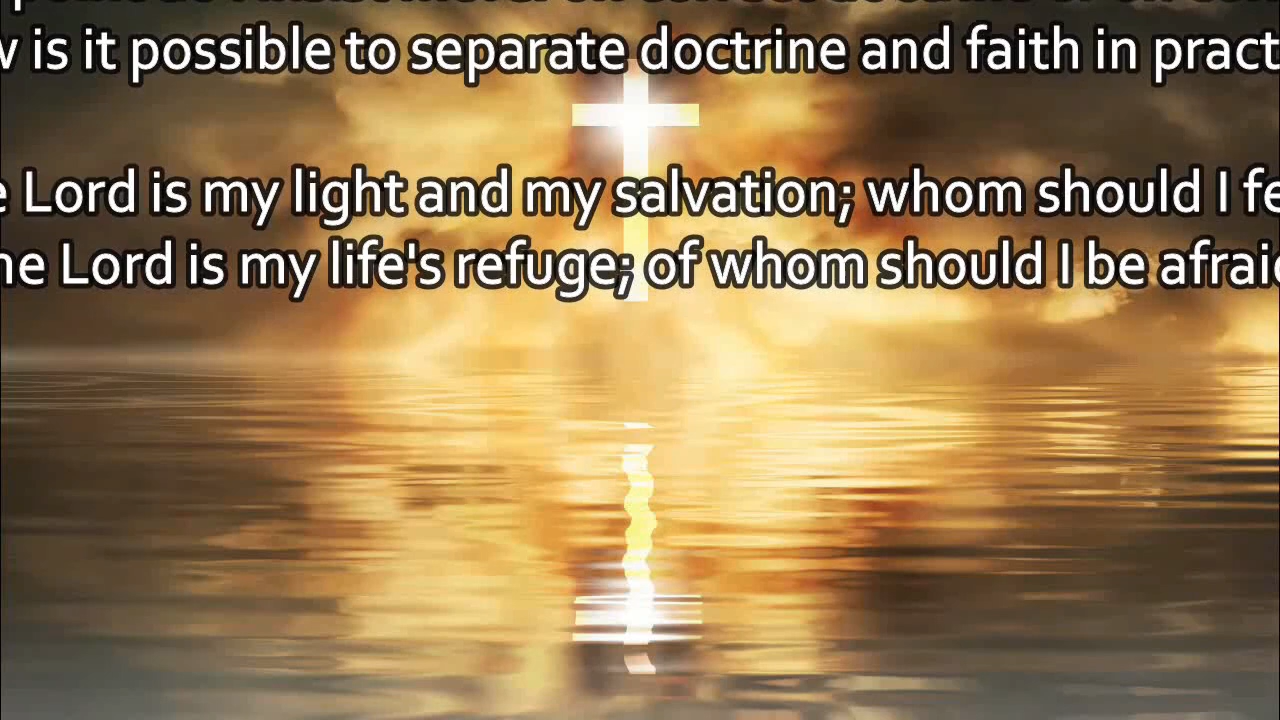 w is it possible to separate doctrine and faith in pract
e Lord is my light and my salvation; whom should I fe
he Lord is my life's refuge; of whom should I be afraid